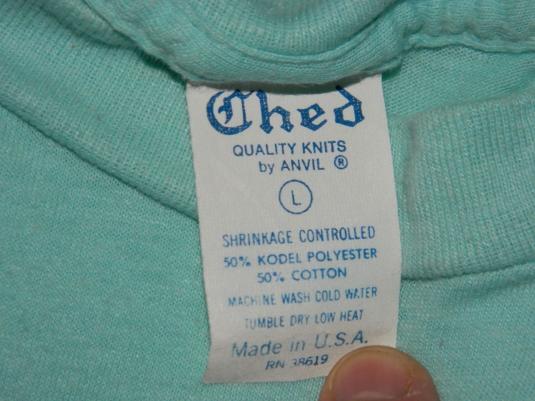 Ched
QUALITY KNITS
by ANVIL ®
L
SHRINKAGE CONTROLLED
50% KODEL POLYESTER
50% COTTON
MACHINE WASH COLD WATER
TUMBLE DRY LOW HEAT
Made in U.S.A.
RN 38619